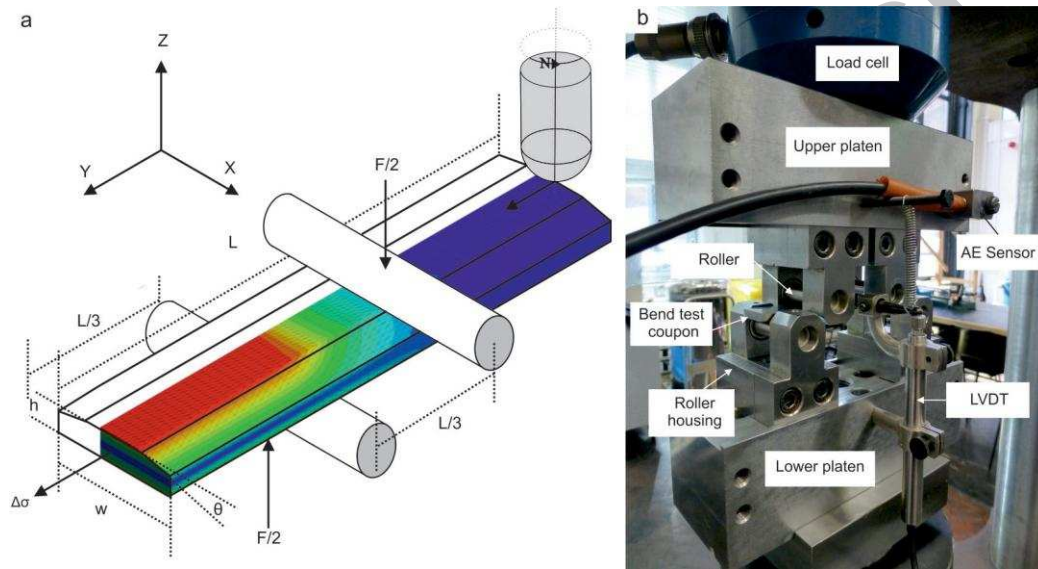 a
Z
Y
X
N
F/2
L
L/3
h
L/3
Δσ
w
θ
F/2
b
Load cell
Upper platen
AE Sensor
Roller
Bend test
coupon
Roller
housing
LVDT
Lower platen